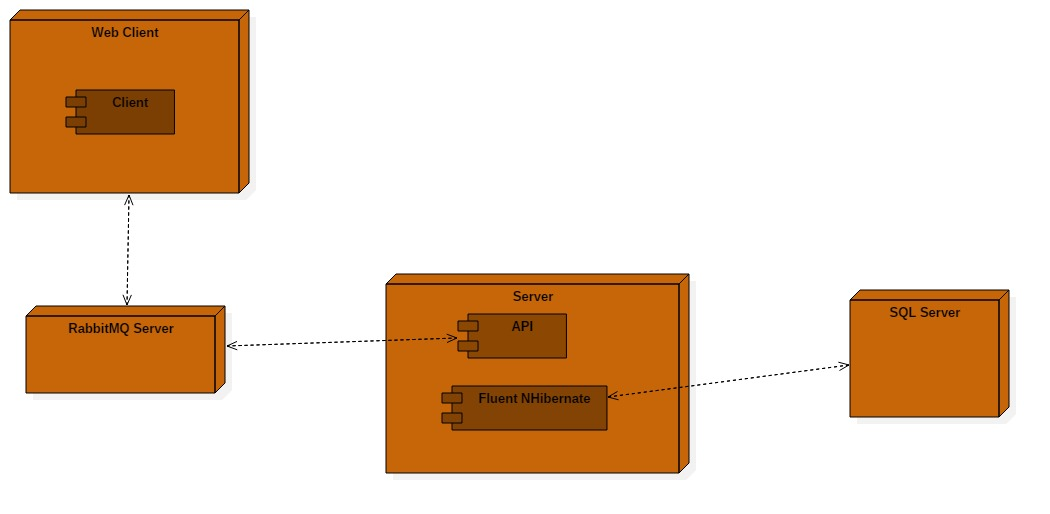 Web Client
Client
RabbitMQ Server
Server
API
Fluent NHibernate
SQL Server